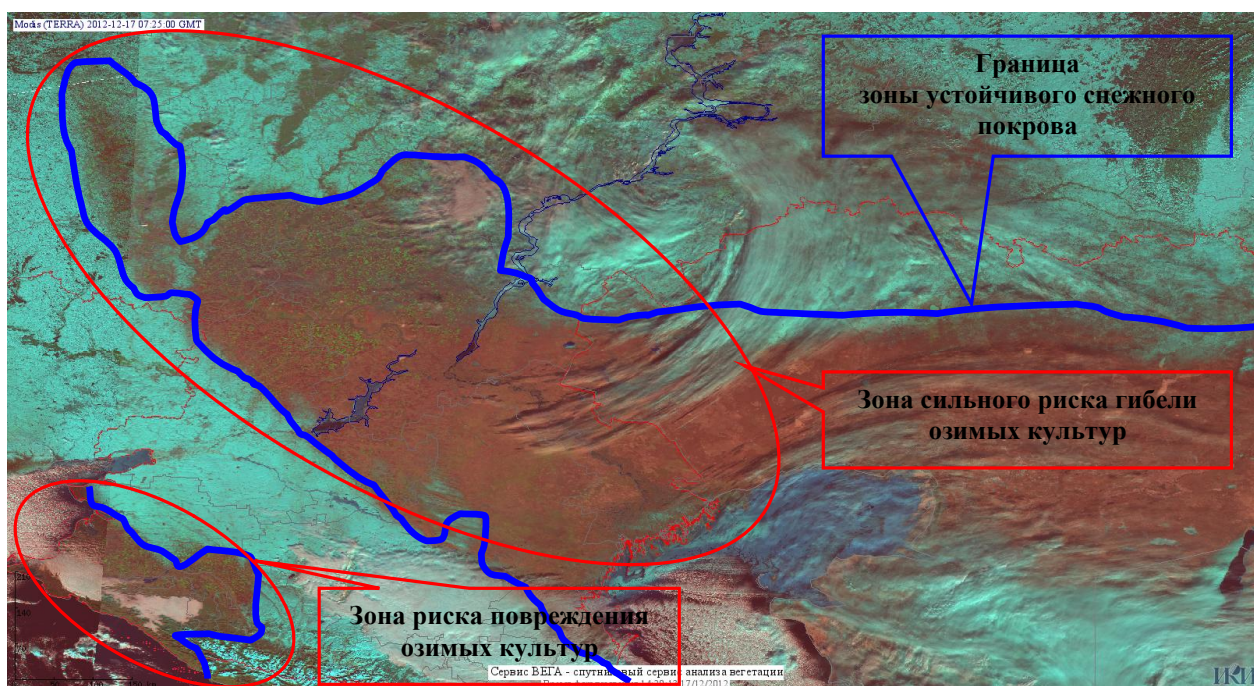 Modis (TERRA) 2012-12-17 07:25:00 GMT
Граница
зоны устойчивого снежного
покрова
Зона сильного риска гибели
озимых культур
Зона риска повреждения
озимых культур
Сервис ВЕГА - спутниковый сервис анализа вегетации
ИКИ